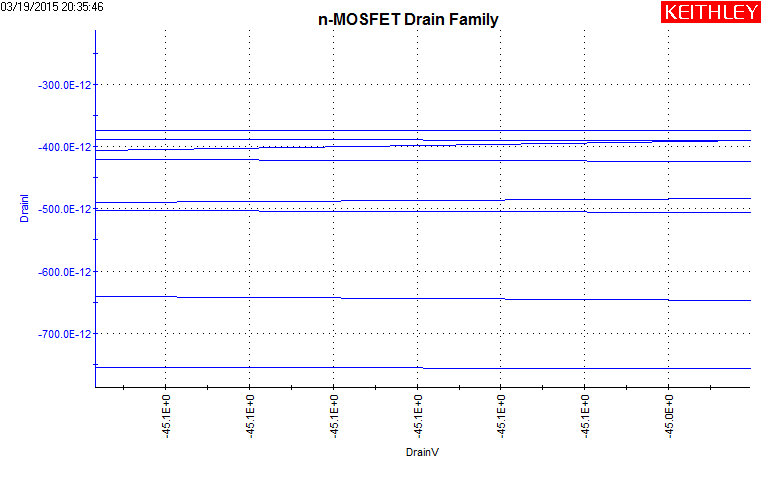 03/19/2015 20:35:46
n-MOSFET Drain Family
KEITHLEY
-300.0E-12
-400.0E-12
-500.0E-12
-600.0E-12
-700.0E-12
DrainI
-45.1E+0
-45.1E+0
-45.1E+0
-45.1E+0
-45.1E+0
-45.1E+0
-45.0E+0
DrainV